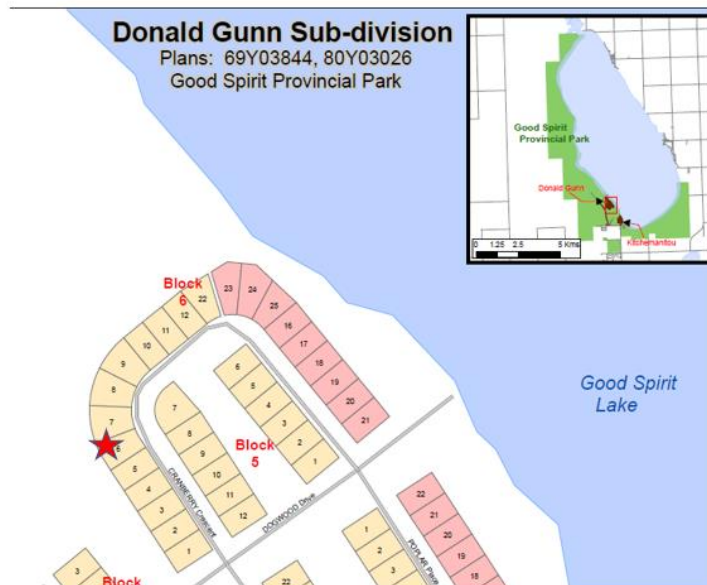 Donald Gunn Sub-division
Plans: 69Y03844, 80Y03026
Good Spirit Provincial Park
Good Spirit
Provincial Park
Donald Gunn
Kitchemanitou
0 1.25 2.5 5 Kms
Good Spirit
Lake
Block
6
23
24
25
16
17
18
19
20
21
22
12
11
10
9
8
7
6
5
4
3
2
1
Block
5
6
5
4
3
2
1
7
8
9
10
11
12
CRANBERRY Crescent
DOGWOOD Drive
POPLAR Place
22
21
20
19
18
1
2
3
22
3
Block